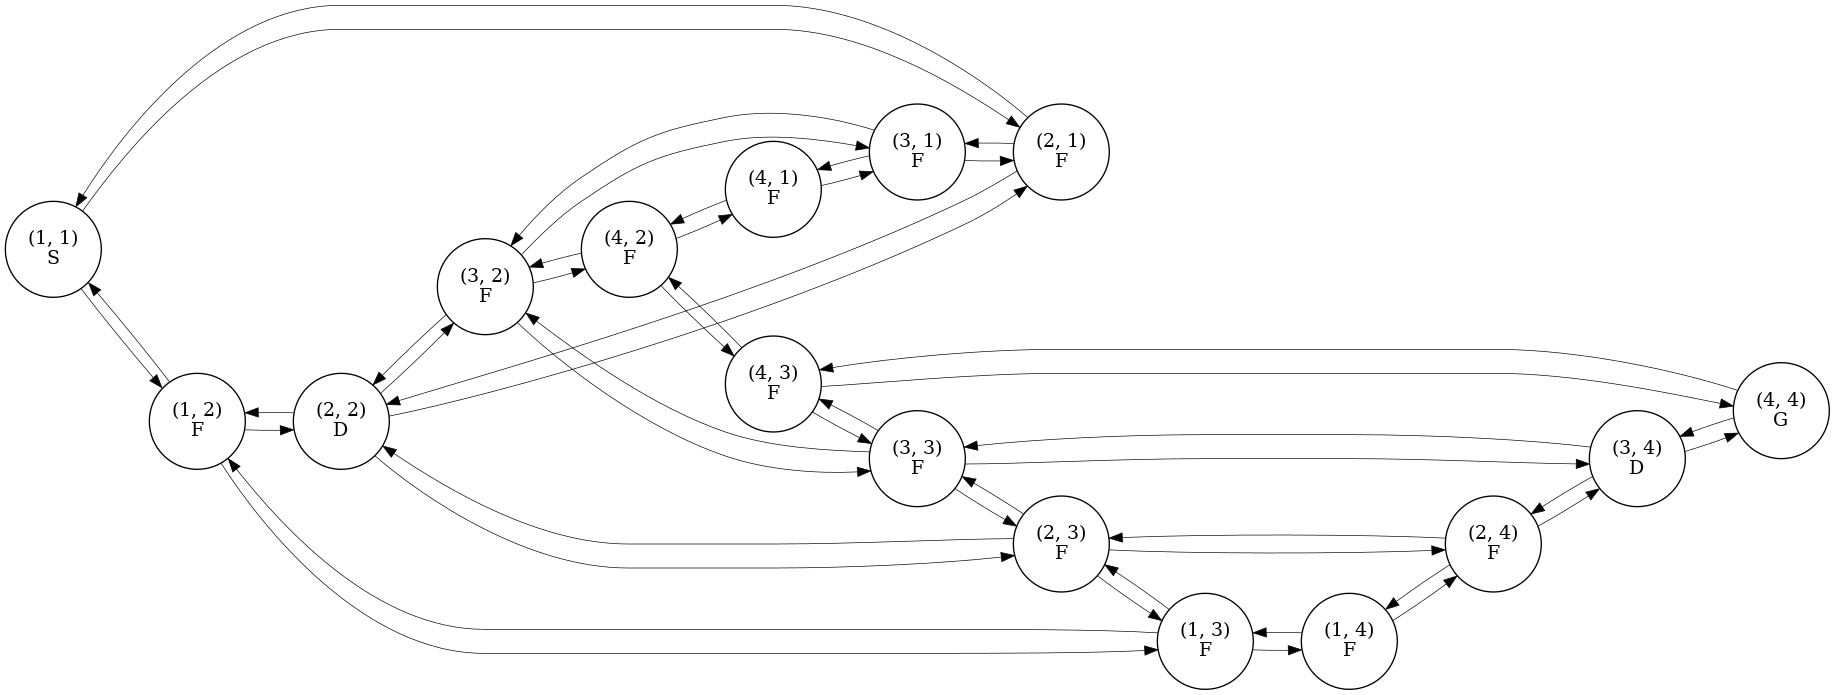 (3, 1)
F
(2, 1)
F
(4, 1)
F
(1, 1)
S
(4, 2)
F
(3, 2)
F
(4, 3)
F
(4, 4)
G
(1, 2)
F
(2, 2)
D
(3, 3)
F
(3, 4)
D
(2, 3)
F
(2, 4)
F
(1, 3)
F
(1, 4)
F